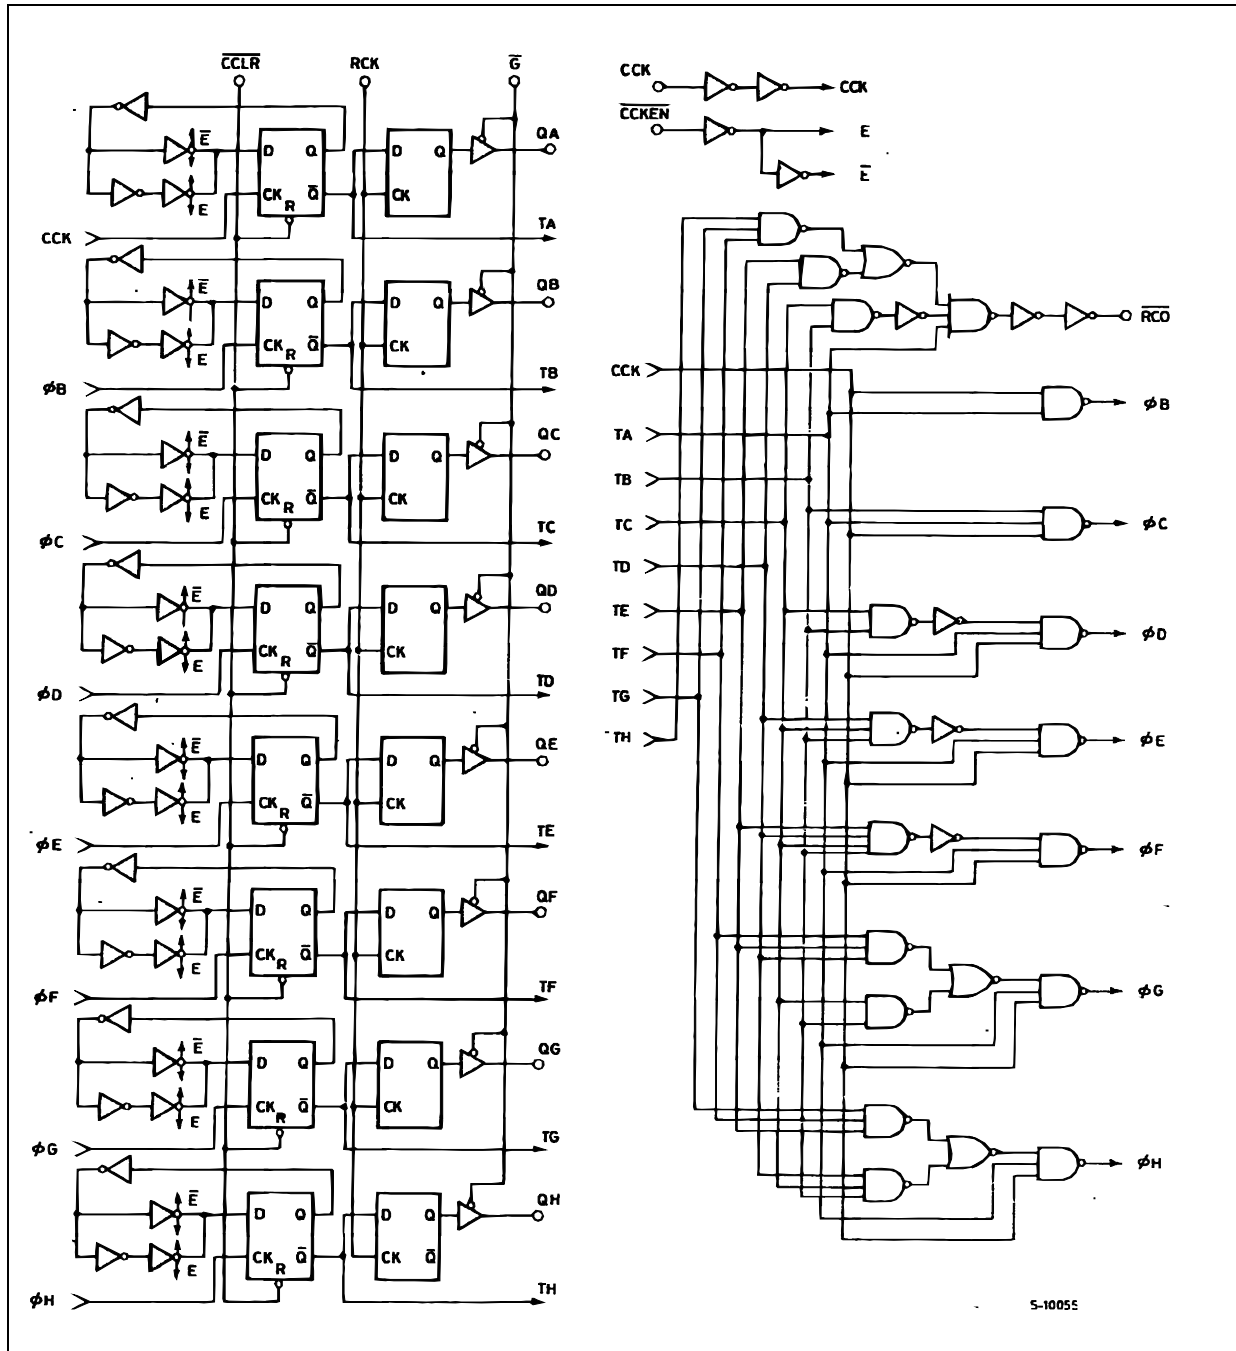 C̅C̅L̅R̅ RCK G̅
E̅ D Q D Q QA
E CK R Q̅ CK
CCK TA
E̅ D Q D Q QB
E CK R Q̅ CK
ϕB TB
E̅ D Q D Q QC
E CK R Q̅ CK
ϕC TC
E̅ D Q D Q QD
E CK R Q̅ CK
ϕD TD
E̅ D Q D Q QE
E CK R Q̅ CK
ϕE TE
E̅ D Q D Q QF
E CK R Q̅ CK
ϕF TF
E̅ D Q D Q QG
E CK R Q̅ CK
ϕG TG
E̅ D Q D Q QH
E CK R Q̅ CK Q̅
ϕH TH
CCK CCK
C̅C̅K̅E̅N̅ E
E̅
R̅C̅O̅
CCK
ϕB
TA
TB
TC ϕC
TD
TE
TF ϕD
TG
TH ϕE
ϕF
ϕG
ϕH
S-10055